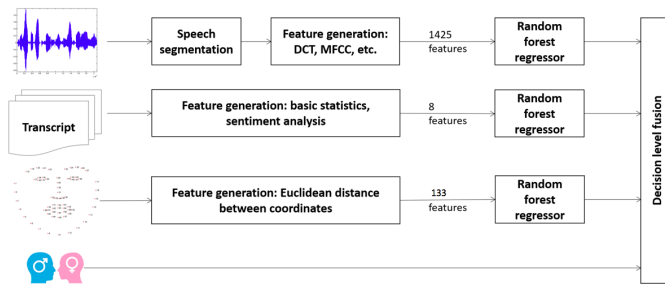 Speech
segmentation
Feature generation:
DCT, MFCC, etc.
1425
features
Random
forest
regressor
Transcript
Feature generation: basic statistics,
sentiment analysis
8
features
Random
forest
regressor
Feature generation: Euclidean distance
between coordinates
133
features
Random
forest
regressor
Decision level fusion